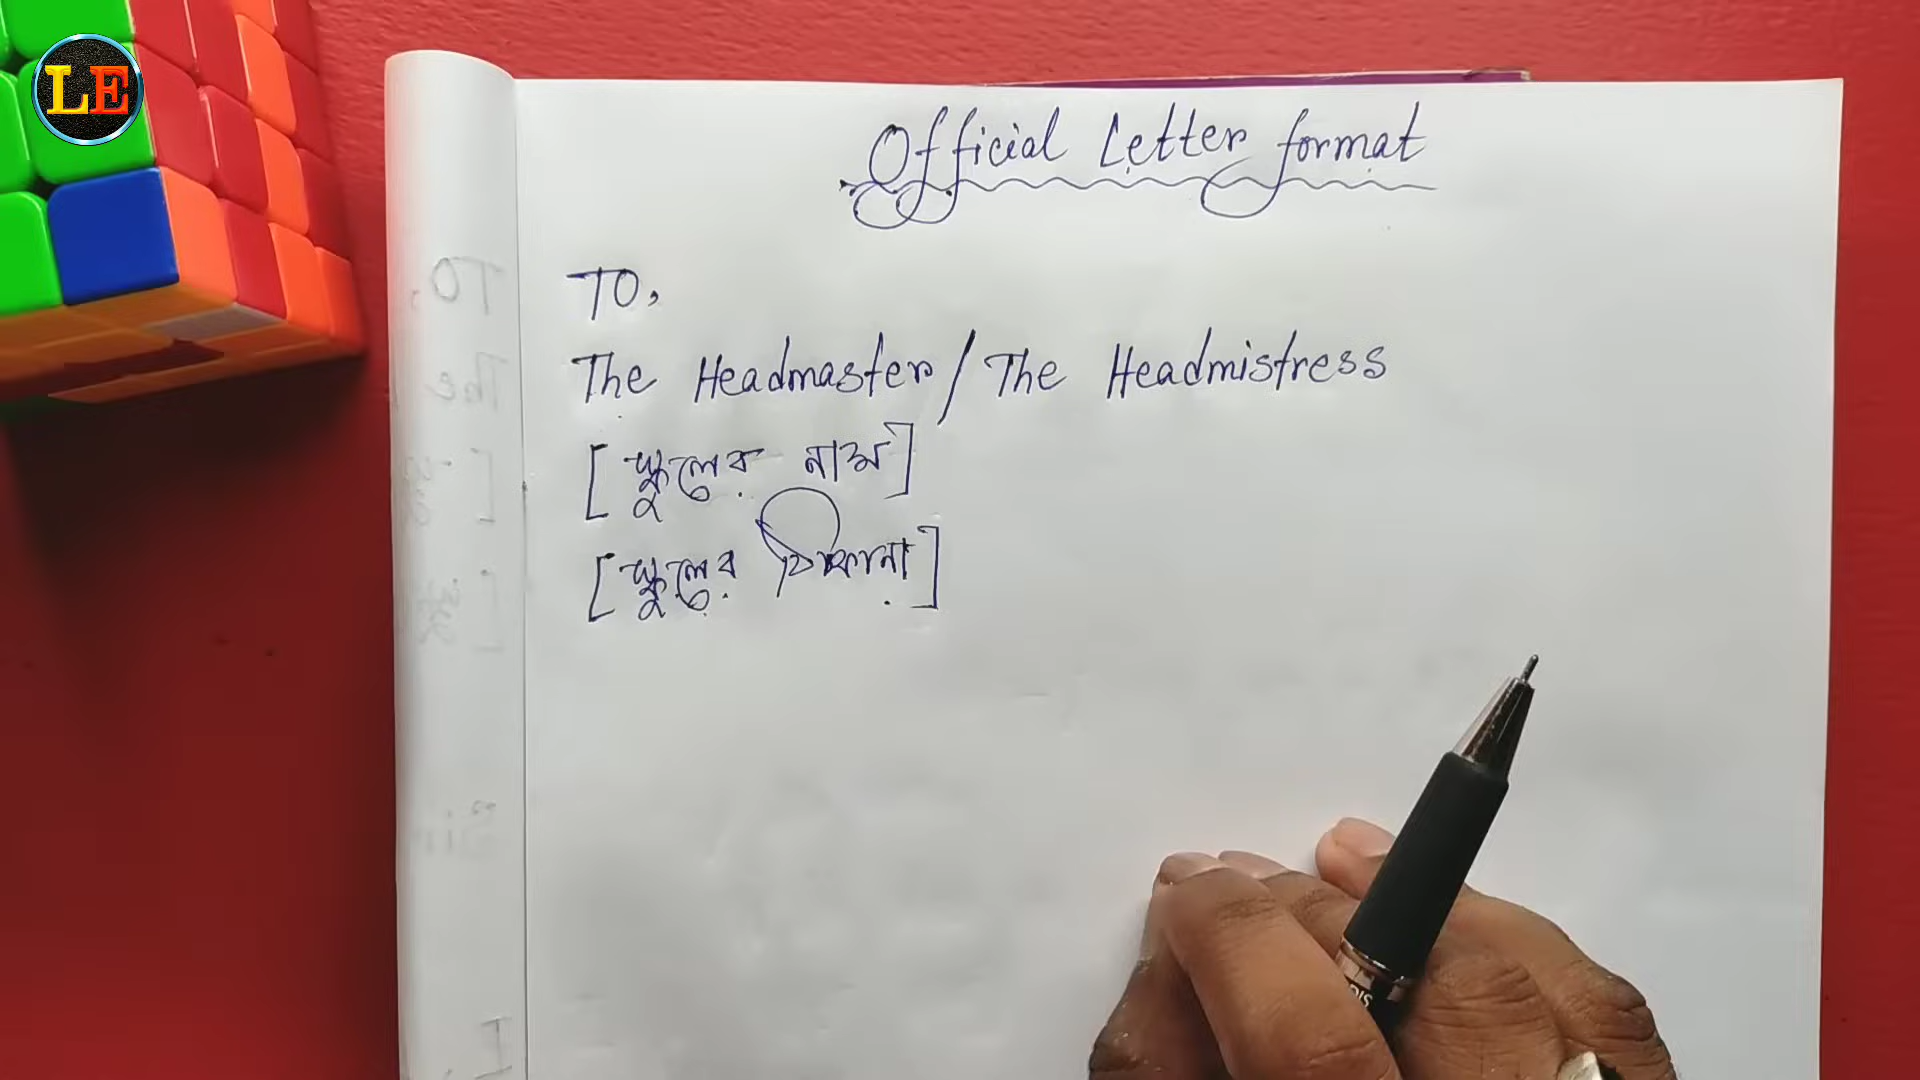 LE
Official Letter format
TO,
The Headmaster / The Headmistress
[স্কুলের নাম]
[স্কুলের ঠিকানা]